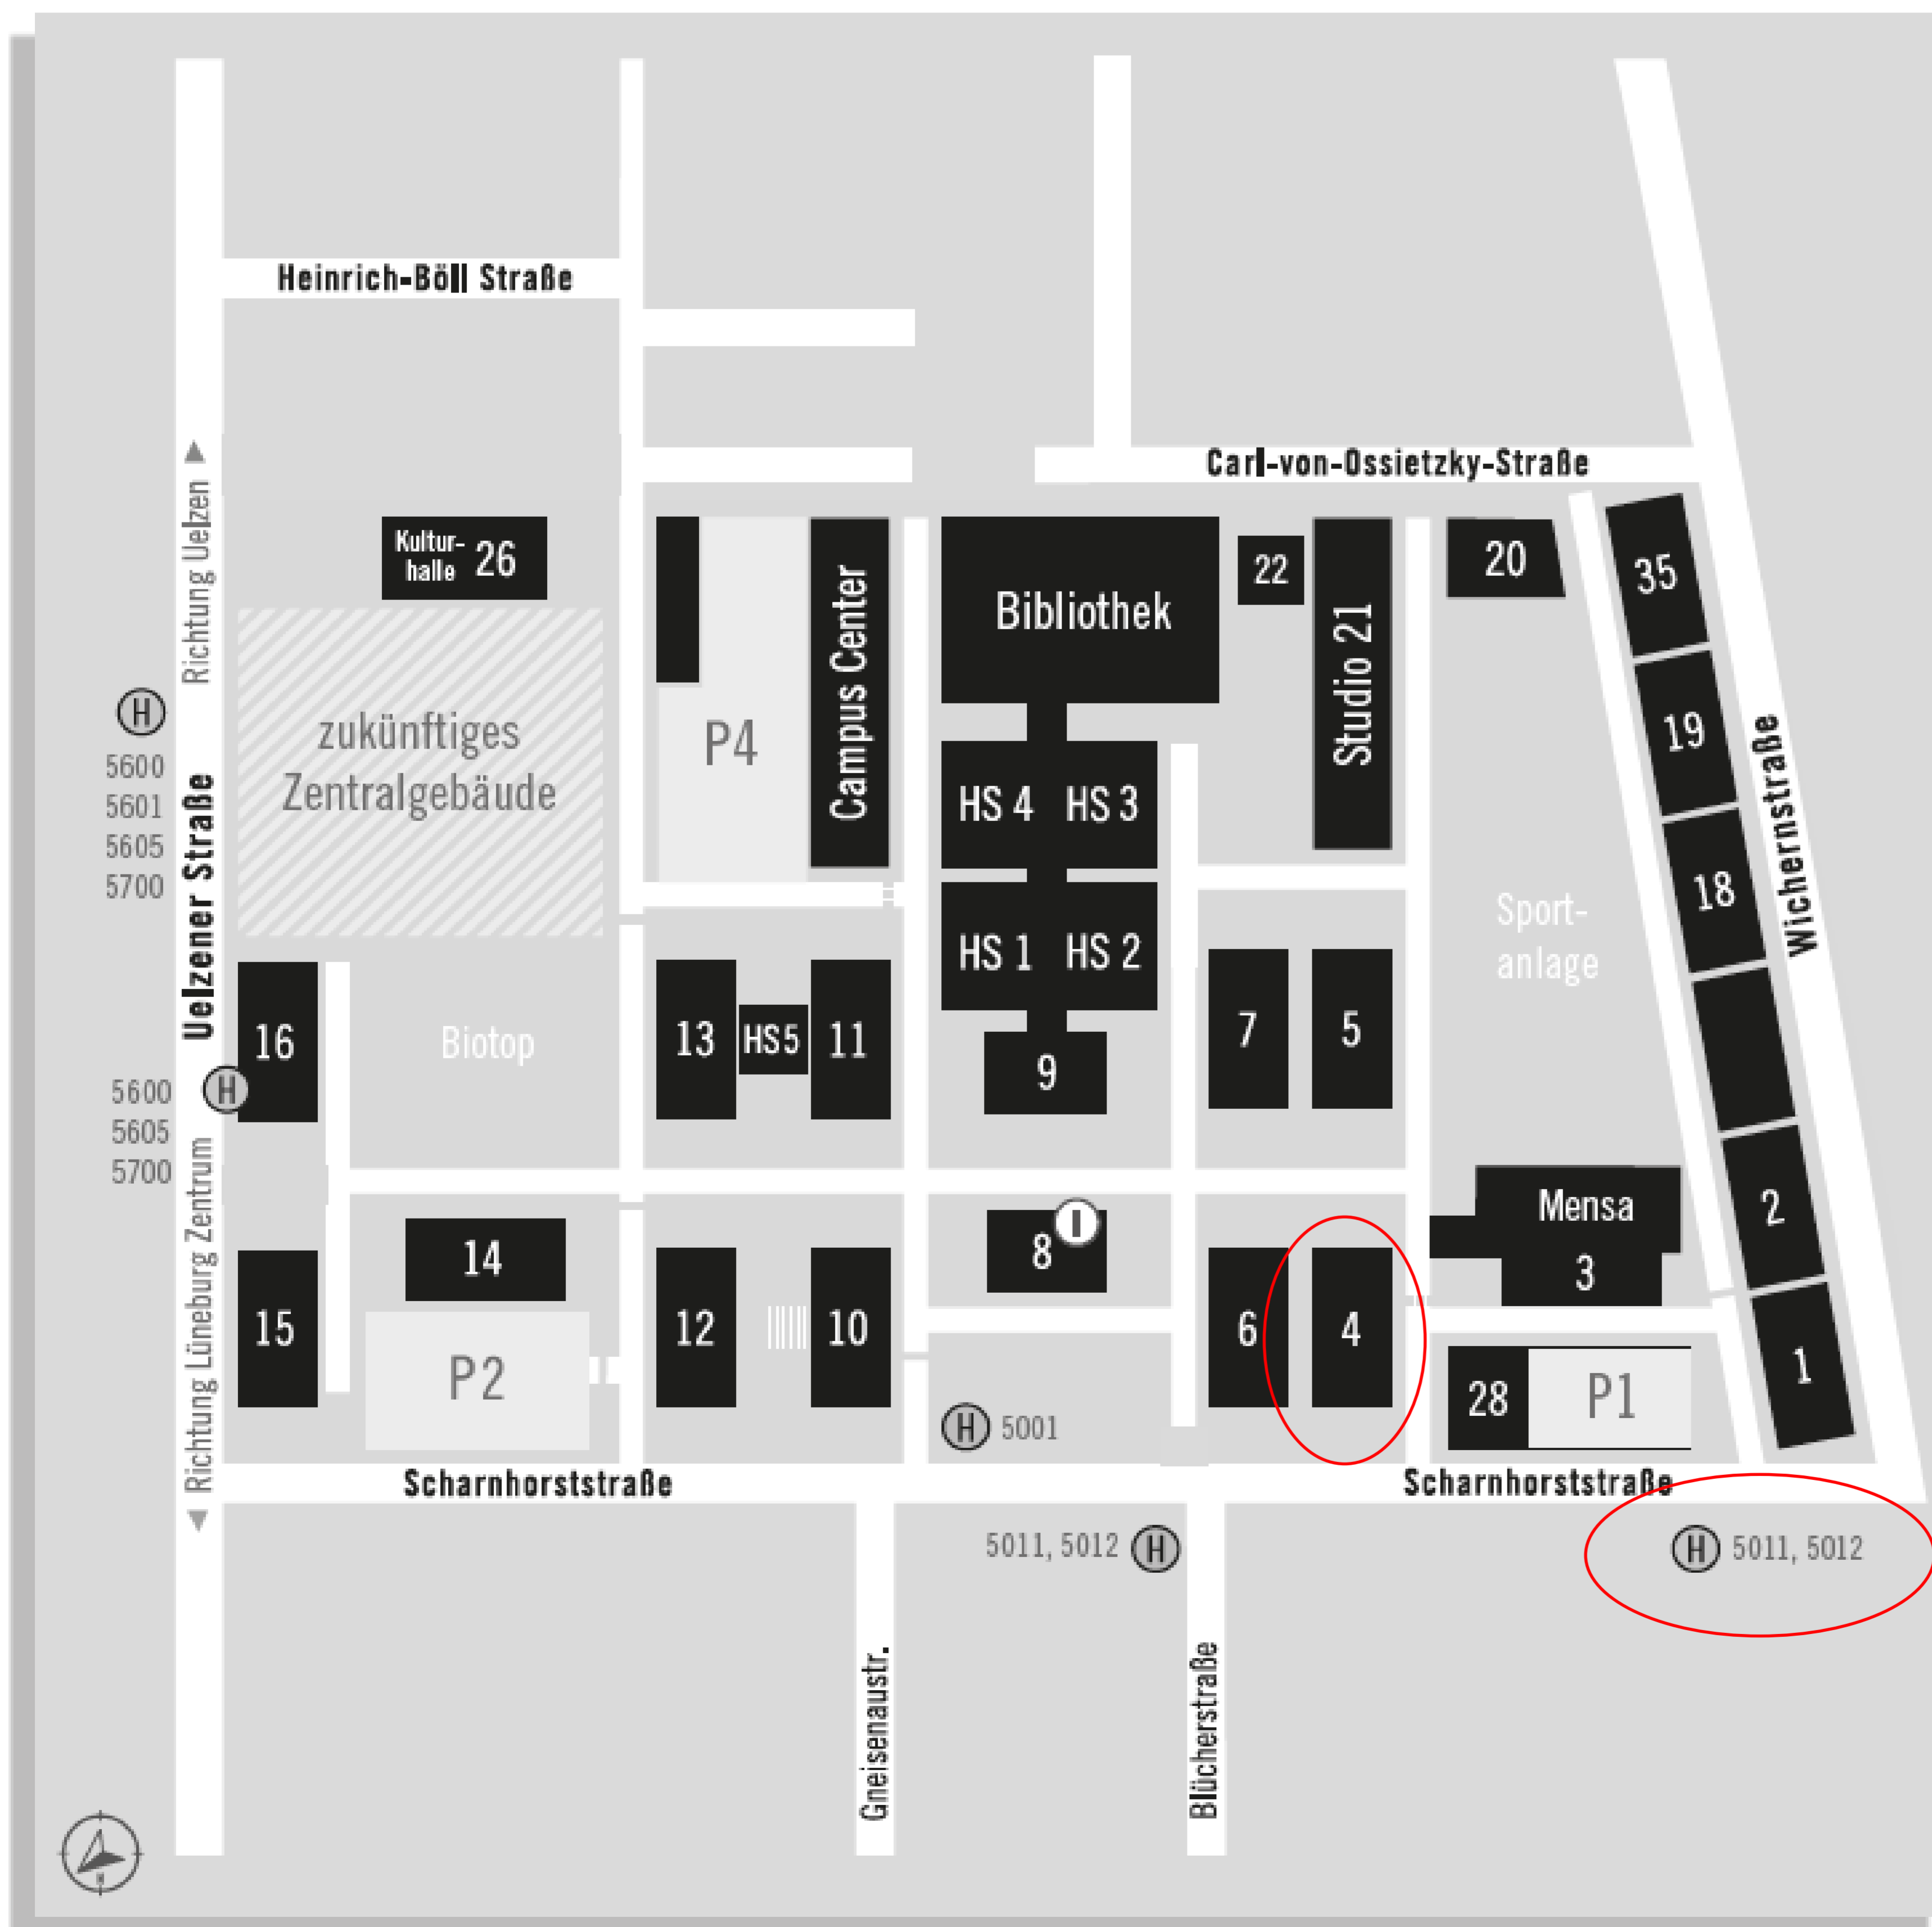 Heinrich-Böll Straße
Carl-von-Ossietzky-Straße
Richtung Uelzen
Kultur-
halle 26
Campus Center
Bibliothek
22
Studio 21
20
35
H
5600
5601
5605
5700
zukünftiges
Zentralgebäude
P4
HS 4 HS 3
19
Wichernstraße
Uelzener Straße
18
Sport-
anlage
HS 1 HS 2
16
Biotop
13
HS5
11
9
7
5
H
5600
5605
5700
Richtung Lüneburg Zentrum
14
8
I
Mensa
3
2
15
P2
12
10
6
4
28
P1
1
H 5001
Scharnhorststraße
Scharnhorststraße
5011, 5012 H
H 5011, 5012
Gneisenaustr.
Blücherstraße